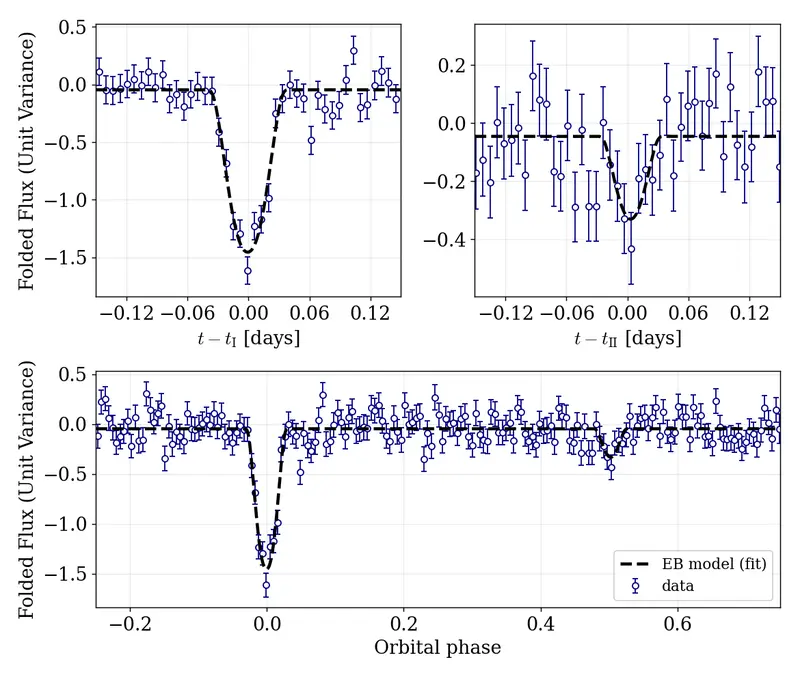 Folded Flux (Unit Variance)
0.5
0.0
−0.5
−1.0
−1.5
−0.12 −0.06 0.00 0.06 0.12
t − t_I [days]
0.2
0.0
−0.2
−0.4
−0.12 −0.06 0.00 0.06 0.12
t − t_II [days]
Folded Flux (Unit Variance)
0.5
0.0
−0.5
−1.0
−1.5
EB model (fit)
data
−0.2 0.0 0.2 0.4 0.6
Orbital phase